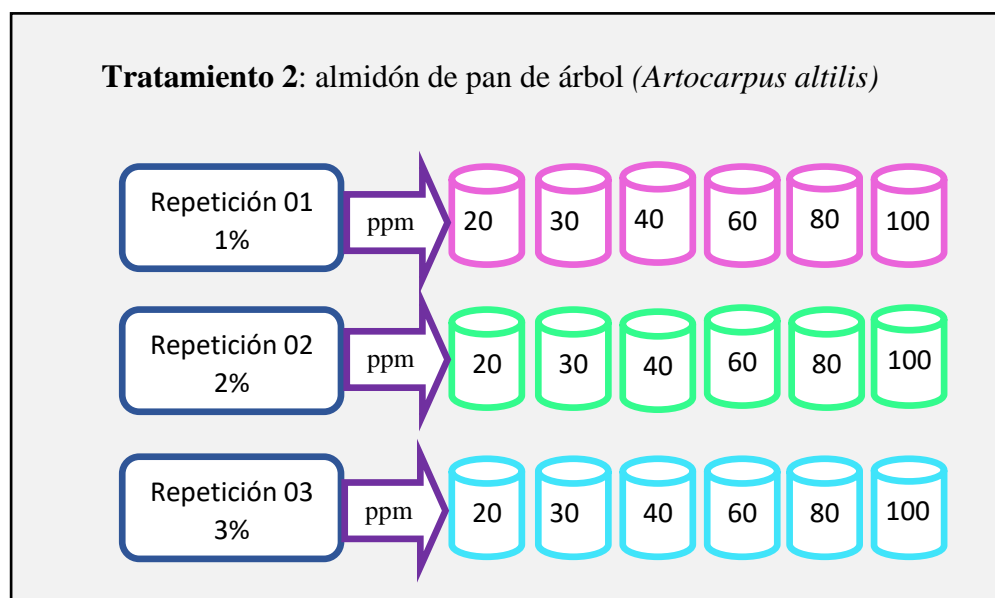 Tratamiento 2: almidón de pan de árbol (Artocarpus altilis)
Repetición 01
1%
ppm
20 30 40 60 80 100
Repetición 02
2%
ppm
20 30 40 60 80 100
Repetición 03
3%
ppm
20 30 40 60 80 100